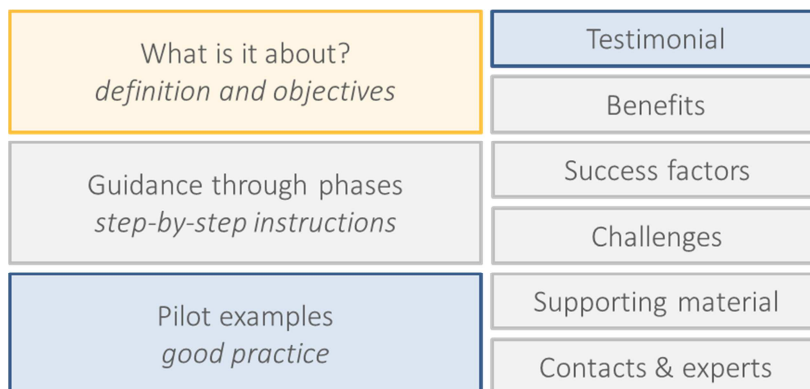 What is it about?
definition and objectives
Guidance through phases
step-by-step instructions
Pilot examples
good practice
Testimonial
Benefits
Success factors
Challenges
Supporting material
Contacts & experts